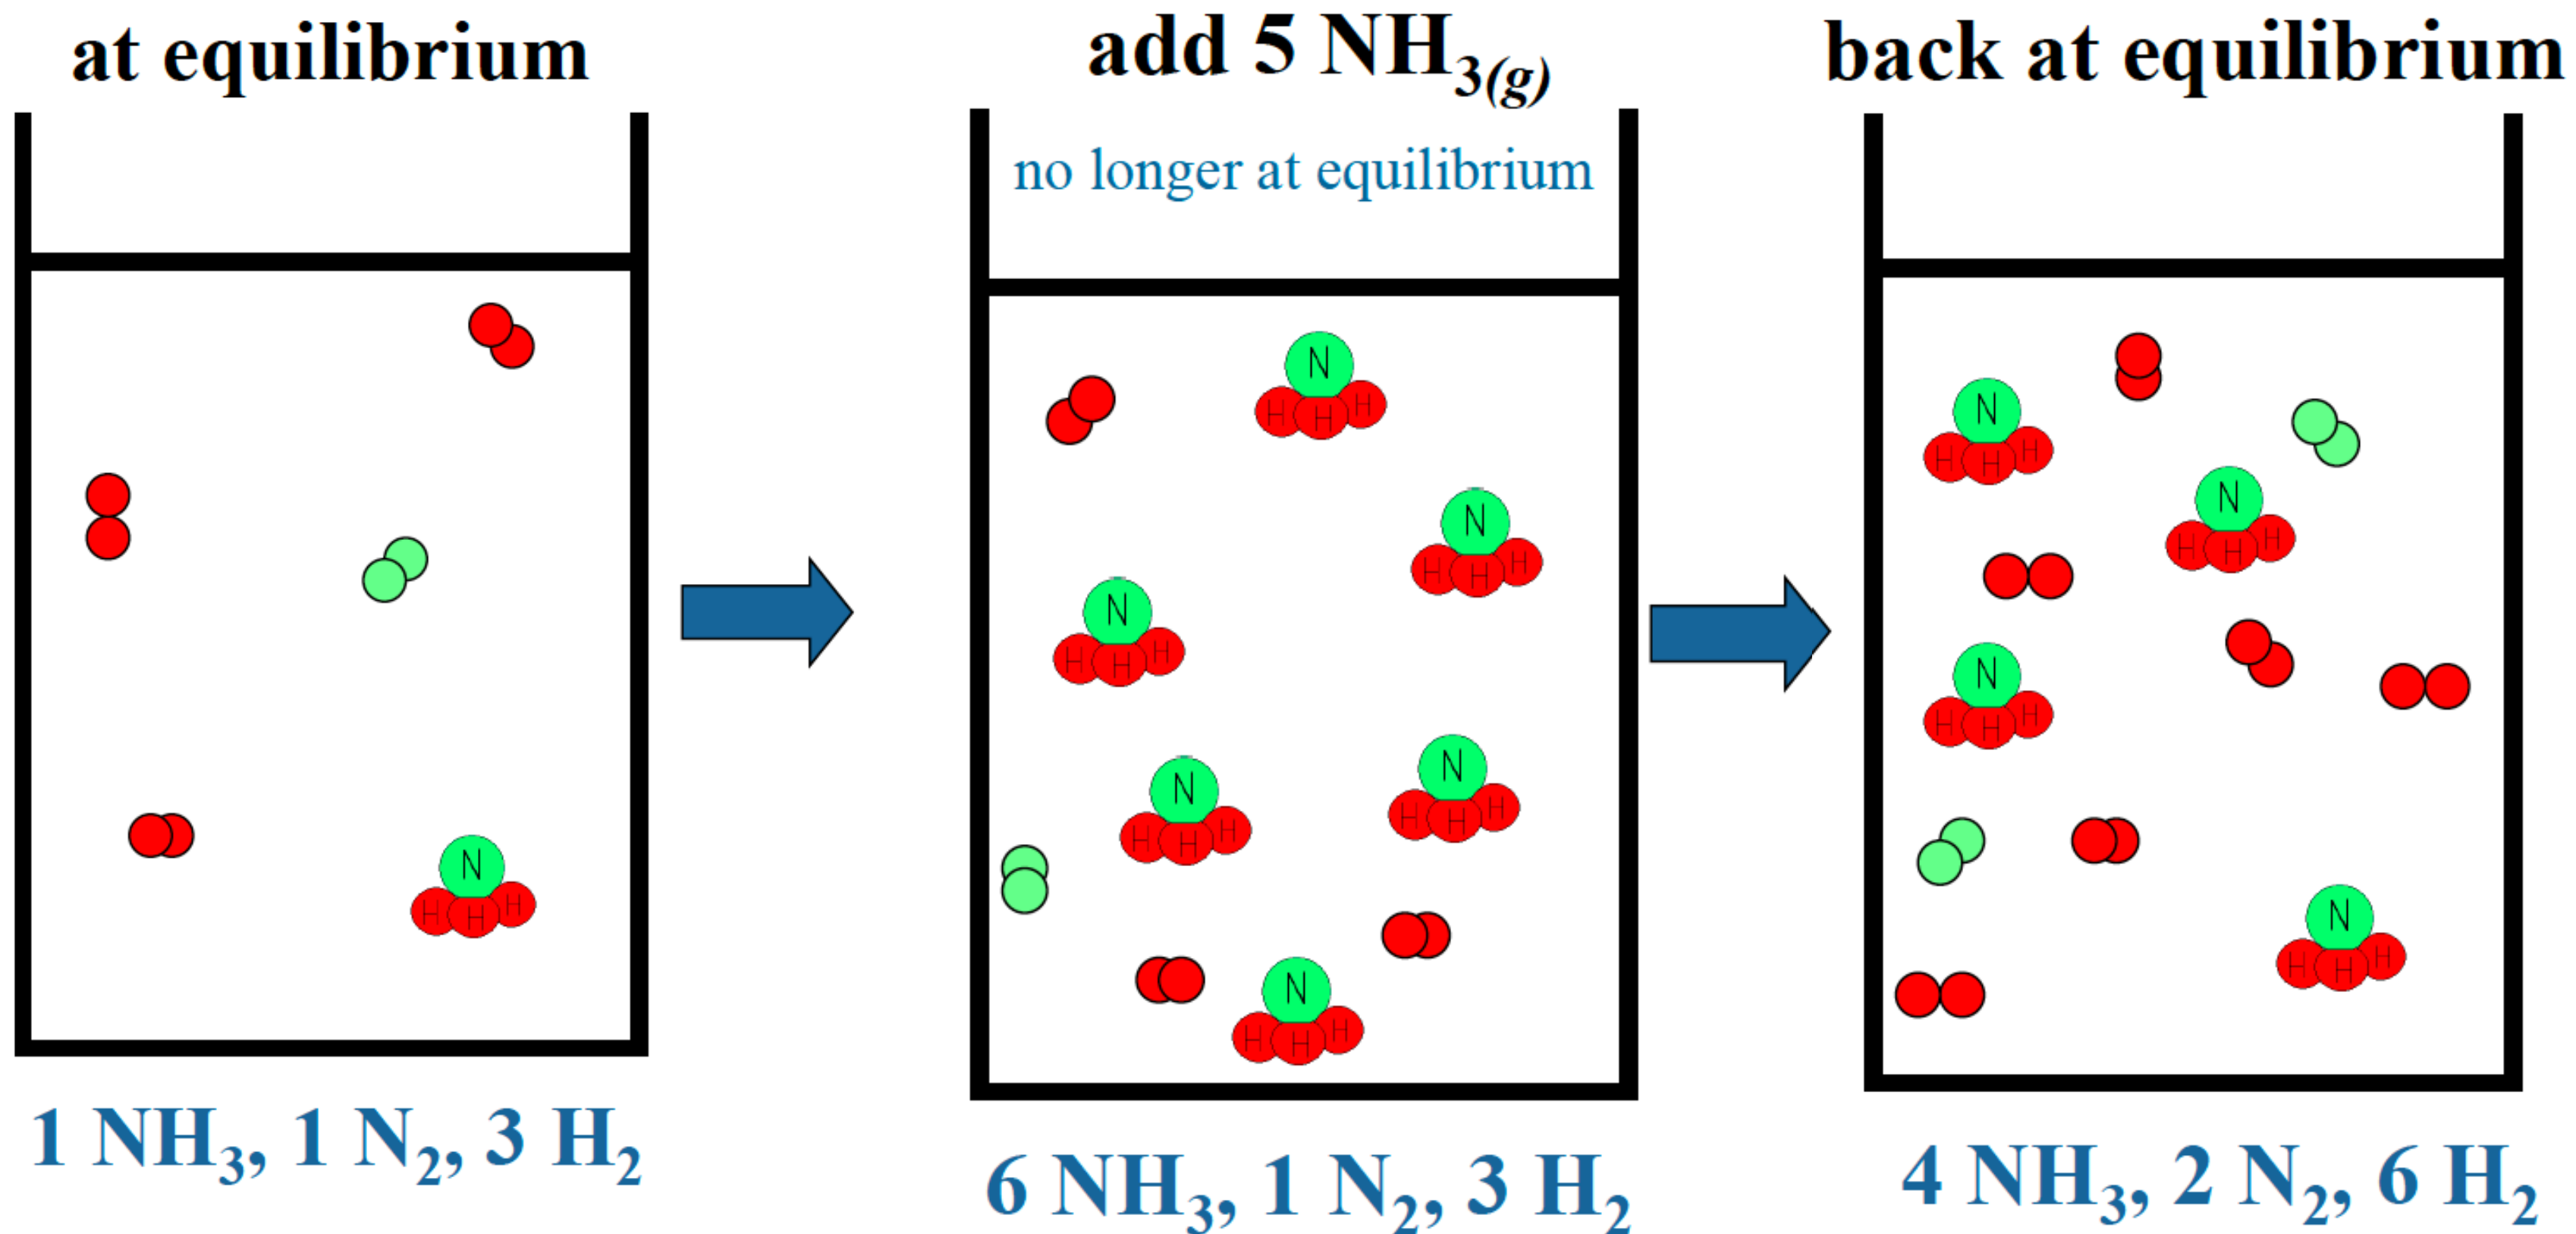 at equilibrium
add 5 NH₃₍g₎
back at equilibrium
no longer at equilibrium
N
H H H
N
H H H
N
H H H
N
H H H
N
H H H
N
H H H
N
H H H
N
H H H
N
H H H
N
H H H
N
H H H
1 NH₃, 1 N₂, 3 H₂
6 NH₃, 1 N₂, 3 H₂
4 NH₃, 2 N₂, 6 H₂